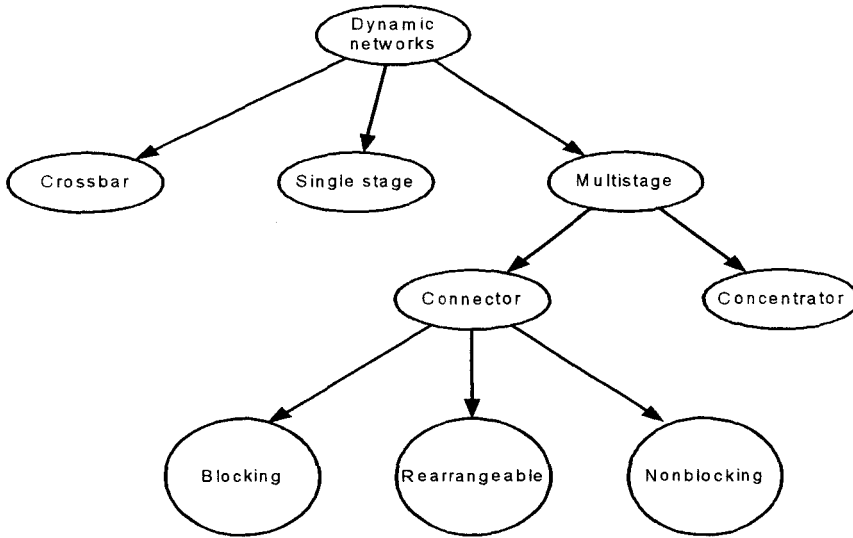 Dynamic
networks
Crossbar
Single stage
Multistage
Connector
Concentrator
Blocking
Rearrangeable
Nonblocking